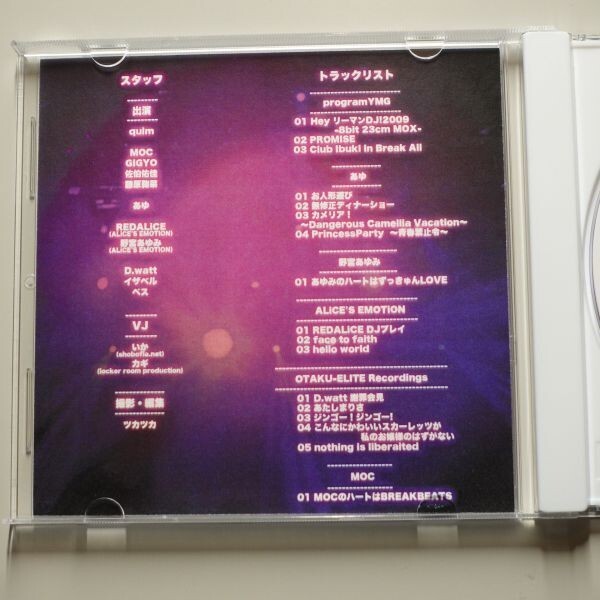 スタッフ
出演
quim
MOC
GIGYO
佐伯佑佳
藤原鞠菜
あゆ
REDALiCE
(ALiCE'S EMOTiON)
野宮あゆみ
(ALiCE'S EMOTiON)
D.watt
イザベル
ベス
VJ
いか
(shoboflo.net)
カギ
(locker room production)
撮影・編集
ツカツカ
トラックリスト
programYMG
01 Hey リーマンDJ!2009
-8bit 23cm MOX-
02 PROMISE
03 Club Ibuki in Break All
あゆ
01 お人形遊び
02 無修正ディナーショー
03 カメリア！
～Dangerous Camellia Vacation～
04 PrincessParty ～青春禁止令～
野宮あゆみ
01 あゆみのハートはずっきゅんLOVE
ALiCE'S EMOTiON
01 REDALiCE DJプレイ
02 face to faith
03 hello world
OTAKU-ELITE Recordings
01 D.watt 謝罪会見
02 あたしまりさ
03 ジンゴー！ジンゴー!
04 こんなにかわいいスカーレッツが
私のお嬢様のはずがない
05 nothing is liberaited
MOC
01 MOCのハートはBREAKBEATS